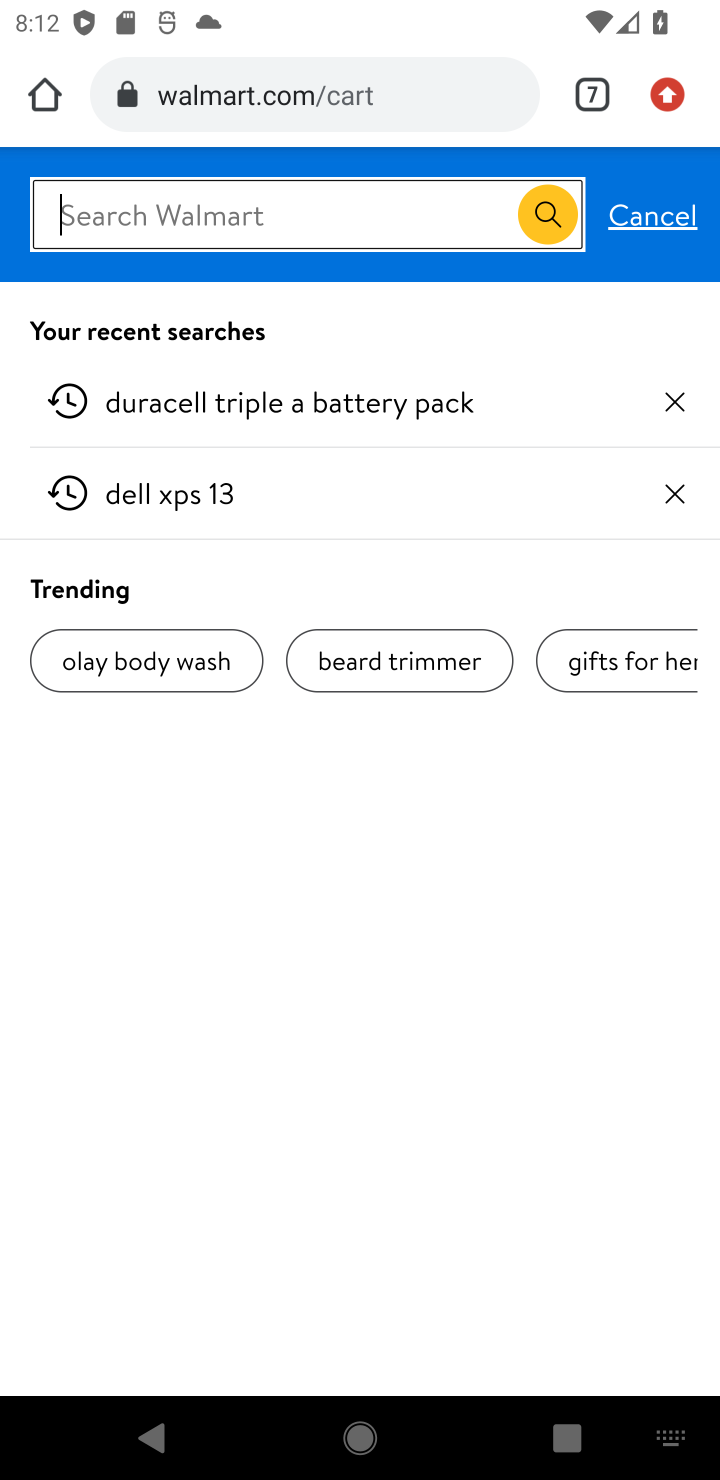 8:12
walmart.com/cart
7
Search Walmart
Cancel
Your recent searches
duracell triple a battery pack
dell xps 13
Trending
olay body wash
beard trimmer
gifts for her